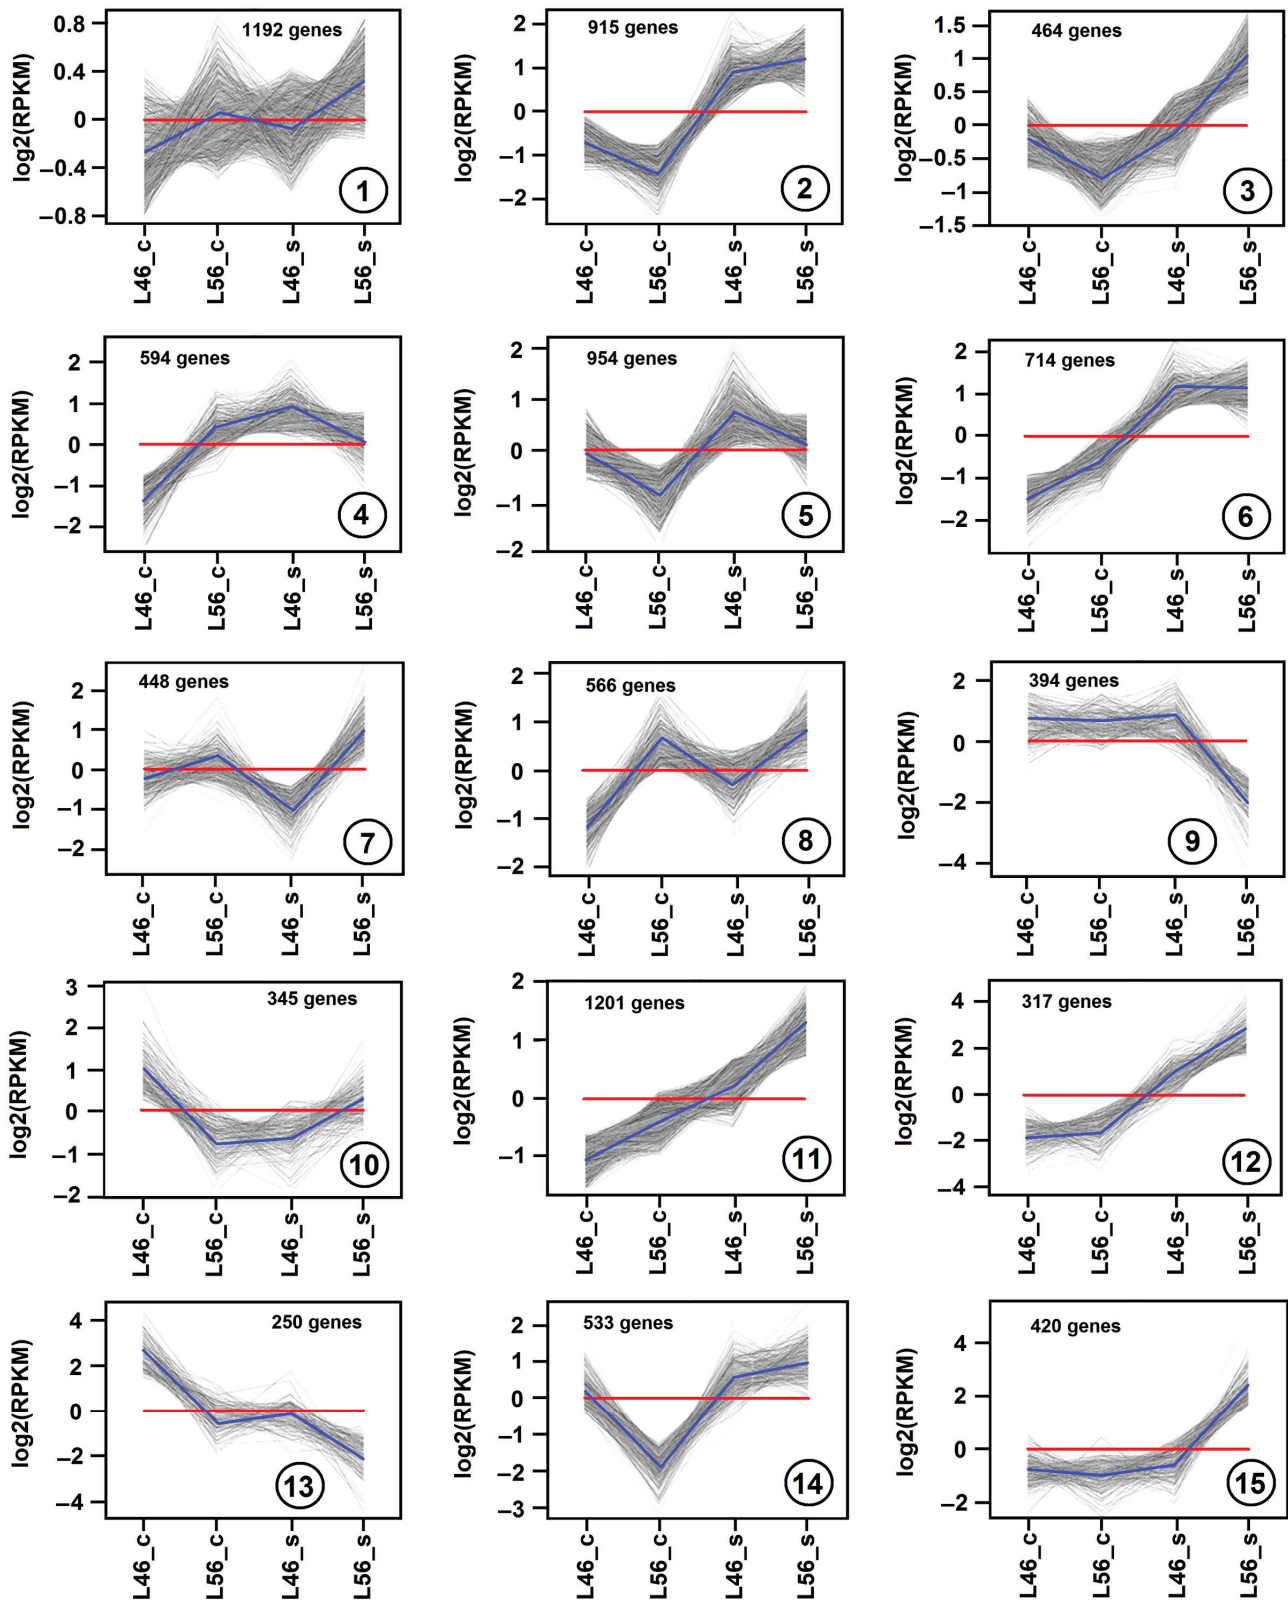 log2(RPKM)
0.8
0.4
0
–0.4
–0.8
1192 genes
1
L46_c
L56_c
L46_s
L56_s
log2(RPKM)
2
1
0
–1
–2
915 genes
2
L46_c
L56_c
L46_s
L56_s
log2(RPKM)
1.5
1
0.5
0
–0.5
–1
–1.5
464 genes
3
L46_c
L56_c
L46_s
L56_s
log2(RPKM)
2
1
0
–1
–2
594 genes
4
L46_c
L56_c
L46_s
L56_s
log2(RPKM)
2
1
0
–1
–2
954 genes
5
L46_c
L56_c
L46_s
L56_s
log2(RPKM)
2
1
0
–1
–2
714 genes
6
L46_c
L56_c
L46_s
L56_s
log2(RPKM)
2
1
0
–1
–2
448 genes
7
L46_c
L56_c
L46_s
L56_s
log2(RPKM)
2
1
0
–1
–2
566 genes
8
L46_c
L56_c
L46_s
L56_s
log2(RPKM)
2
0
–2
–4
394 genes
9
L46_c
L56_c
L46_s
L56_s
log2(RPKM)
3
2
1
0
–1
–2
345 genes
10
L46_c
L56_c
L46_s
L56_s
log2(RPKM)
2
1
0
–1
1201 genes
11
L46_c
L56_c
L46_s
L56_s
log2(RPKM)
4
2
0
–2
–4
317 genes
12
L46_c
L56_c
L46_s
L56_s
log2(RPKM)
4
2
0
–2
–4
250 genes
13
L46_c
L56_c
L46_s
L56_s
log2(RPKM)
2
1
0
–1
–2
–3
533 genes
14
L46_c
L56_c
L46_s
L56_s
log2(RPKM)
4
2
0
–2
420 genes
15
L46_c
L56_c
L46_s
L56_s